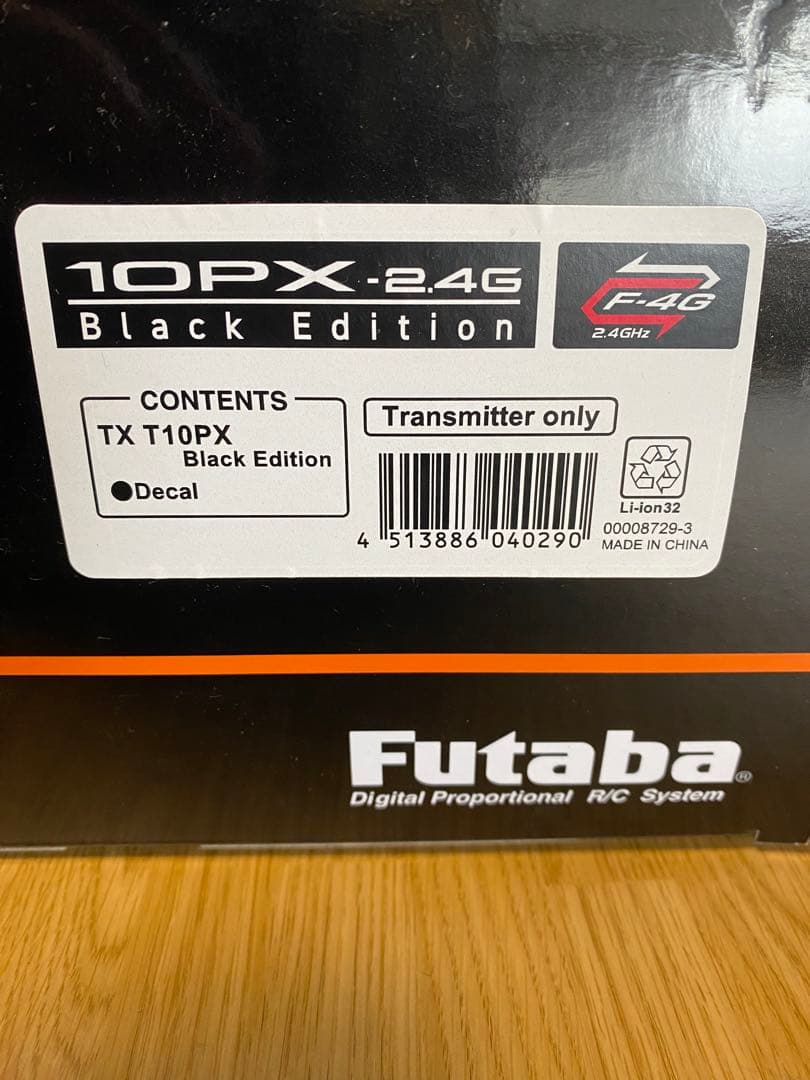 10PX-2.4G
Black Edition
F-4G
2.4GHz
CONTENTS
TX T10PX
Black Edition
●Decal
Transmitter only
4 513886 040290
Li-ion32
00008729-3
MADE IN CHINA
Futaba®
Digital Proportional R/C System